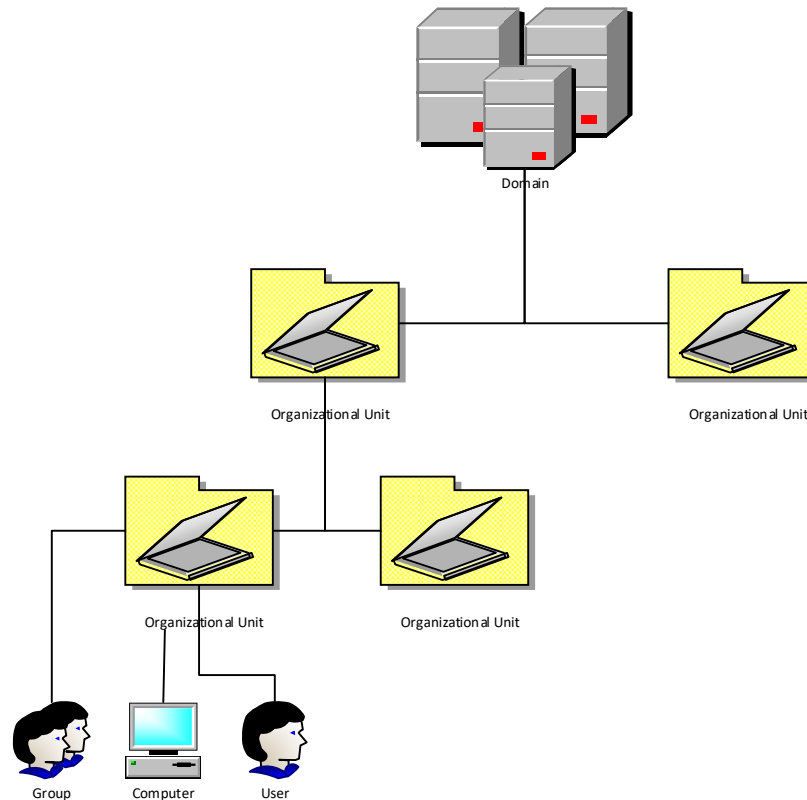 Domain
Organizational Unit
Organizational Unit
Organizational Unit
Organizational Unit
Group
Computer
User